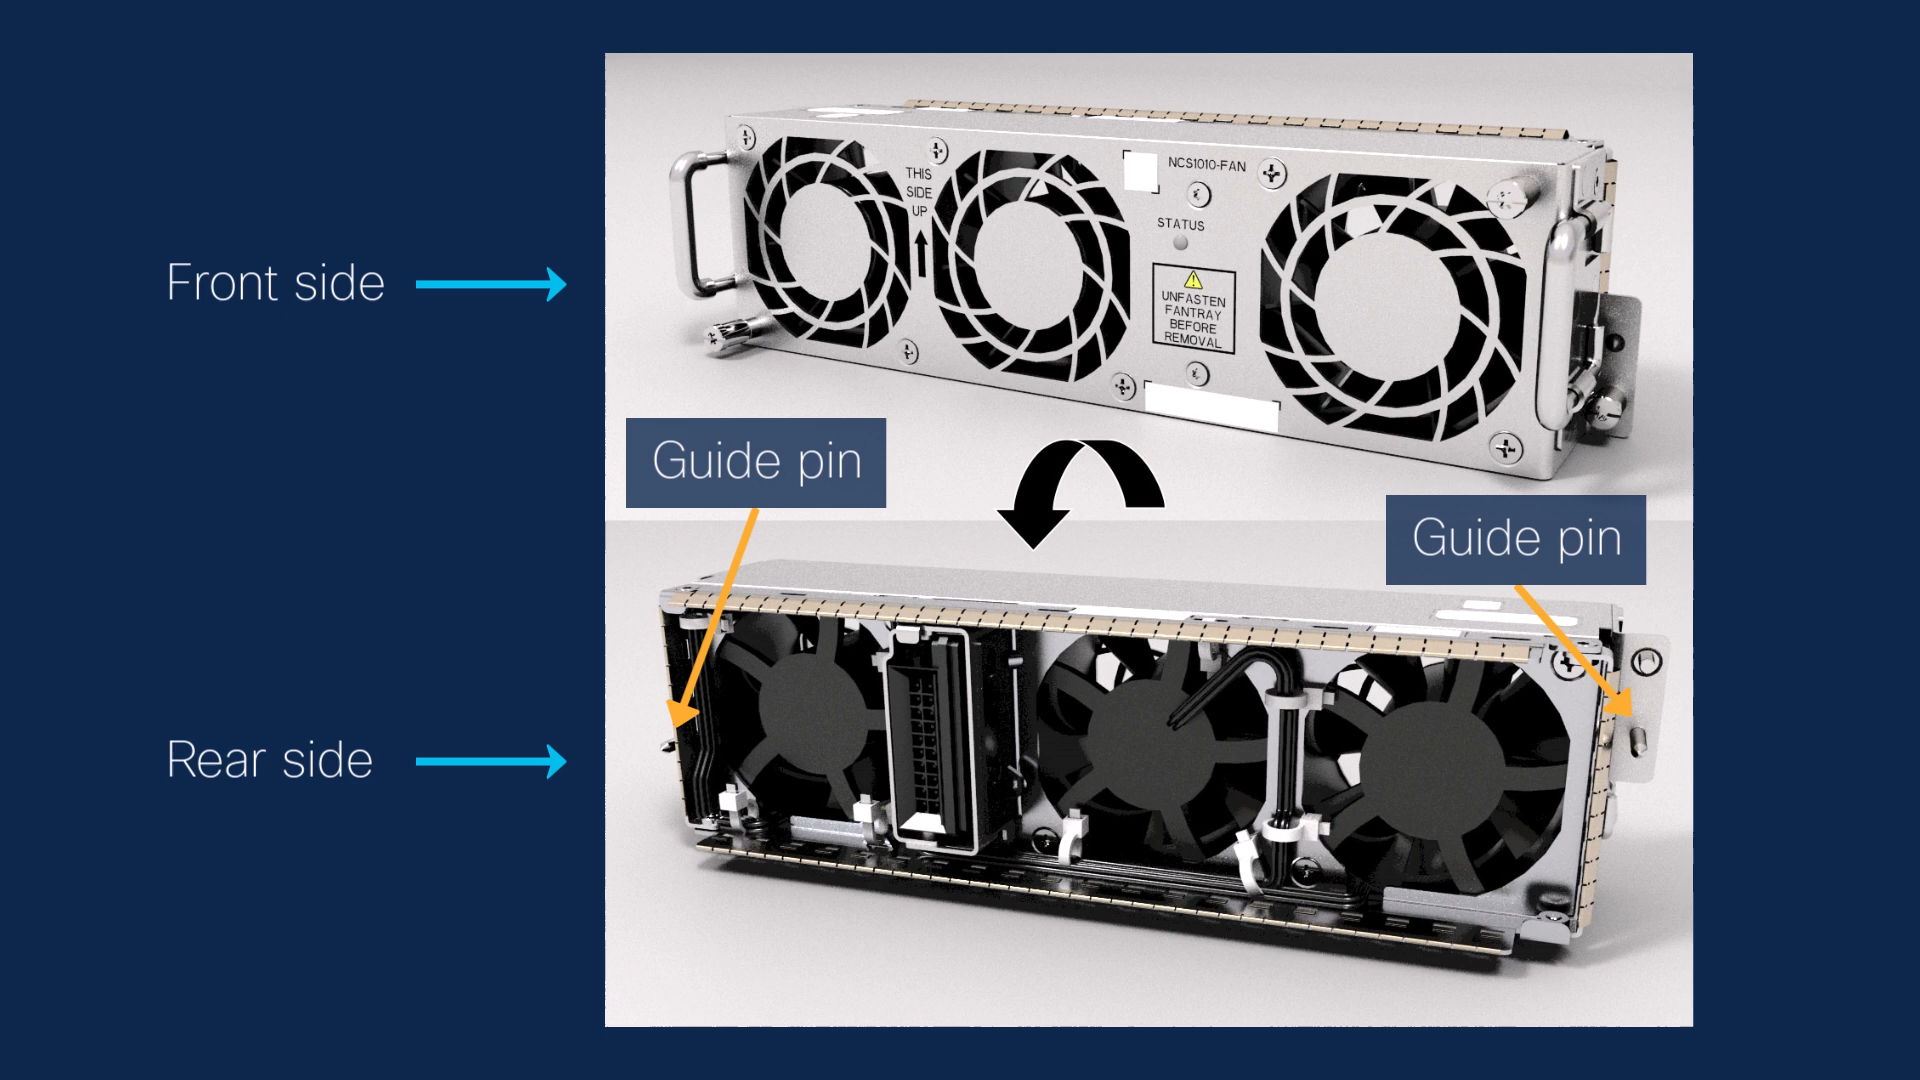 NCS1010-FAN
THIS
SIDE
UP
STATUS
UNFASTEN
FANTRAY
BEFORE
REMOVAL
Front side
Guide pin
Guide pin
Rear side